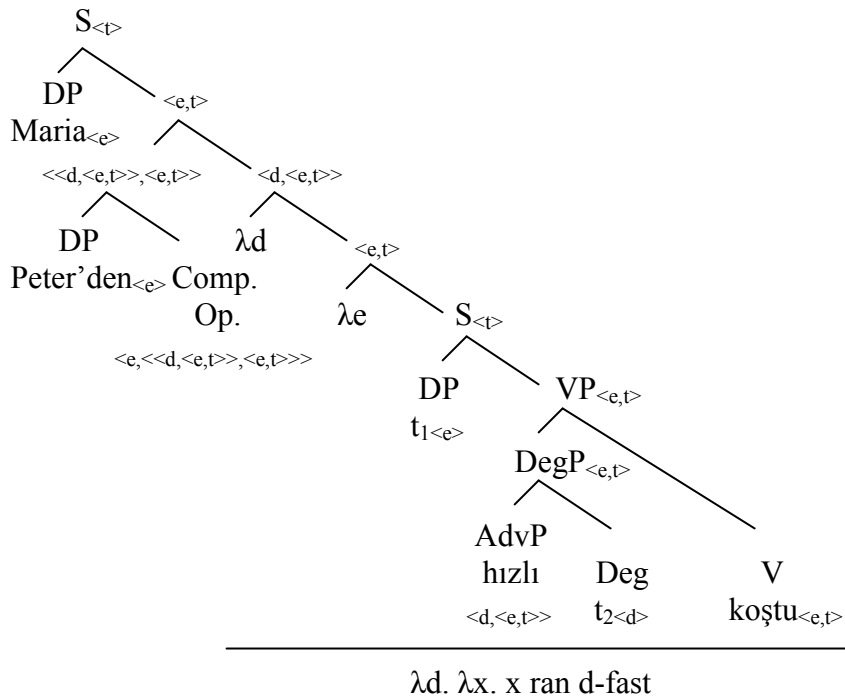 S<t>
DP <e,t>
Maria<e>
<<d,<e,t>>,<e,t>> <d,<e,t>>
DP λd <e,t>
Peter’den<e> Comp.
Op. λe S<t>
<e,<<d,<e,t>>,<e,t>>>
DP VP<e,t>
t1<e>
DegP<e,t>
AdvP
hızlı Deg V
<d,<e,t>> t2<d> koştu<e,t>
λd. λx. x ran d-fast